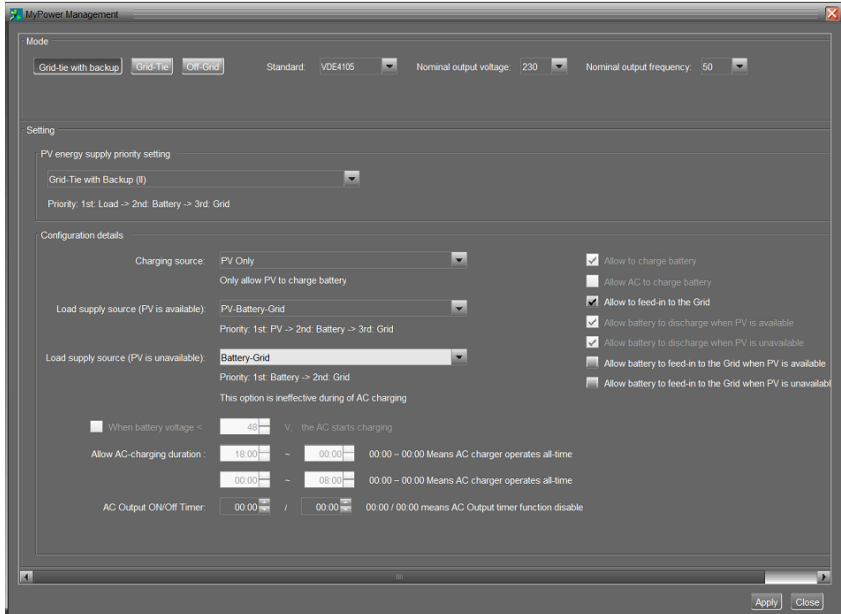 MyPower Management
Mode
Grid-tie with backup Grid-Tie Off-Grid Standard: VDE4105 Nominal output voltage: 230 Nominal output frequency: 50
Setting
PV energy supply priority setting
Grid-Tie with Backup (II)
Priority: 1st: Load -> 2nd: Battery -> 3rd: Grid
Configuration details
Charging source: PV Only
Only allow PV to charge battery
Load supply source (PV is available): PV-Battery-Grid
Priority: 1st: PV -> 2nd: Battery -> 3rd: Grid
Load supply source (PV is unavailable): Battery-Grid
Priority: 1st: Battery -> 2nd: Grid
This option is ineffective during of AC charging
Allow to charge battery
Allow AC to charge battery
Allow to feed-in to the Grid
Allow battery to discharge when PV is available
Allow battery to discharge when PV is unavailable
Allow battery to feed-in to the Grid when PV is available
Allow battery to feed-in to the Grid when PV is unavailabl
When battery voltage < 48 V, the AC starts charging
Allow AC-charging duration : 18:00 ~ 00:00 00:00 – 00:00 Means AC charger operates all-time
00:00 ~ 08:00 00:00 – 00:00 Means AC charger operates all-time
AC Output ON/Off Timer: 00:00 / 00:00 00:00 / 00:00 means AC Output timer function disable
Apply Close